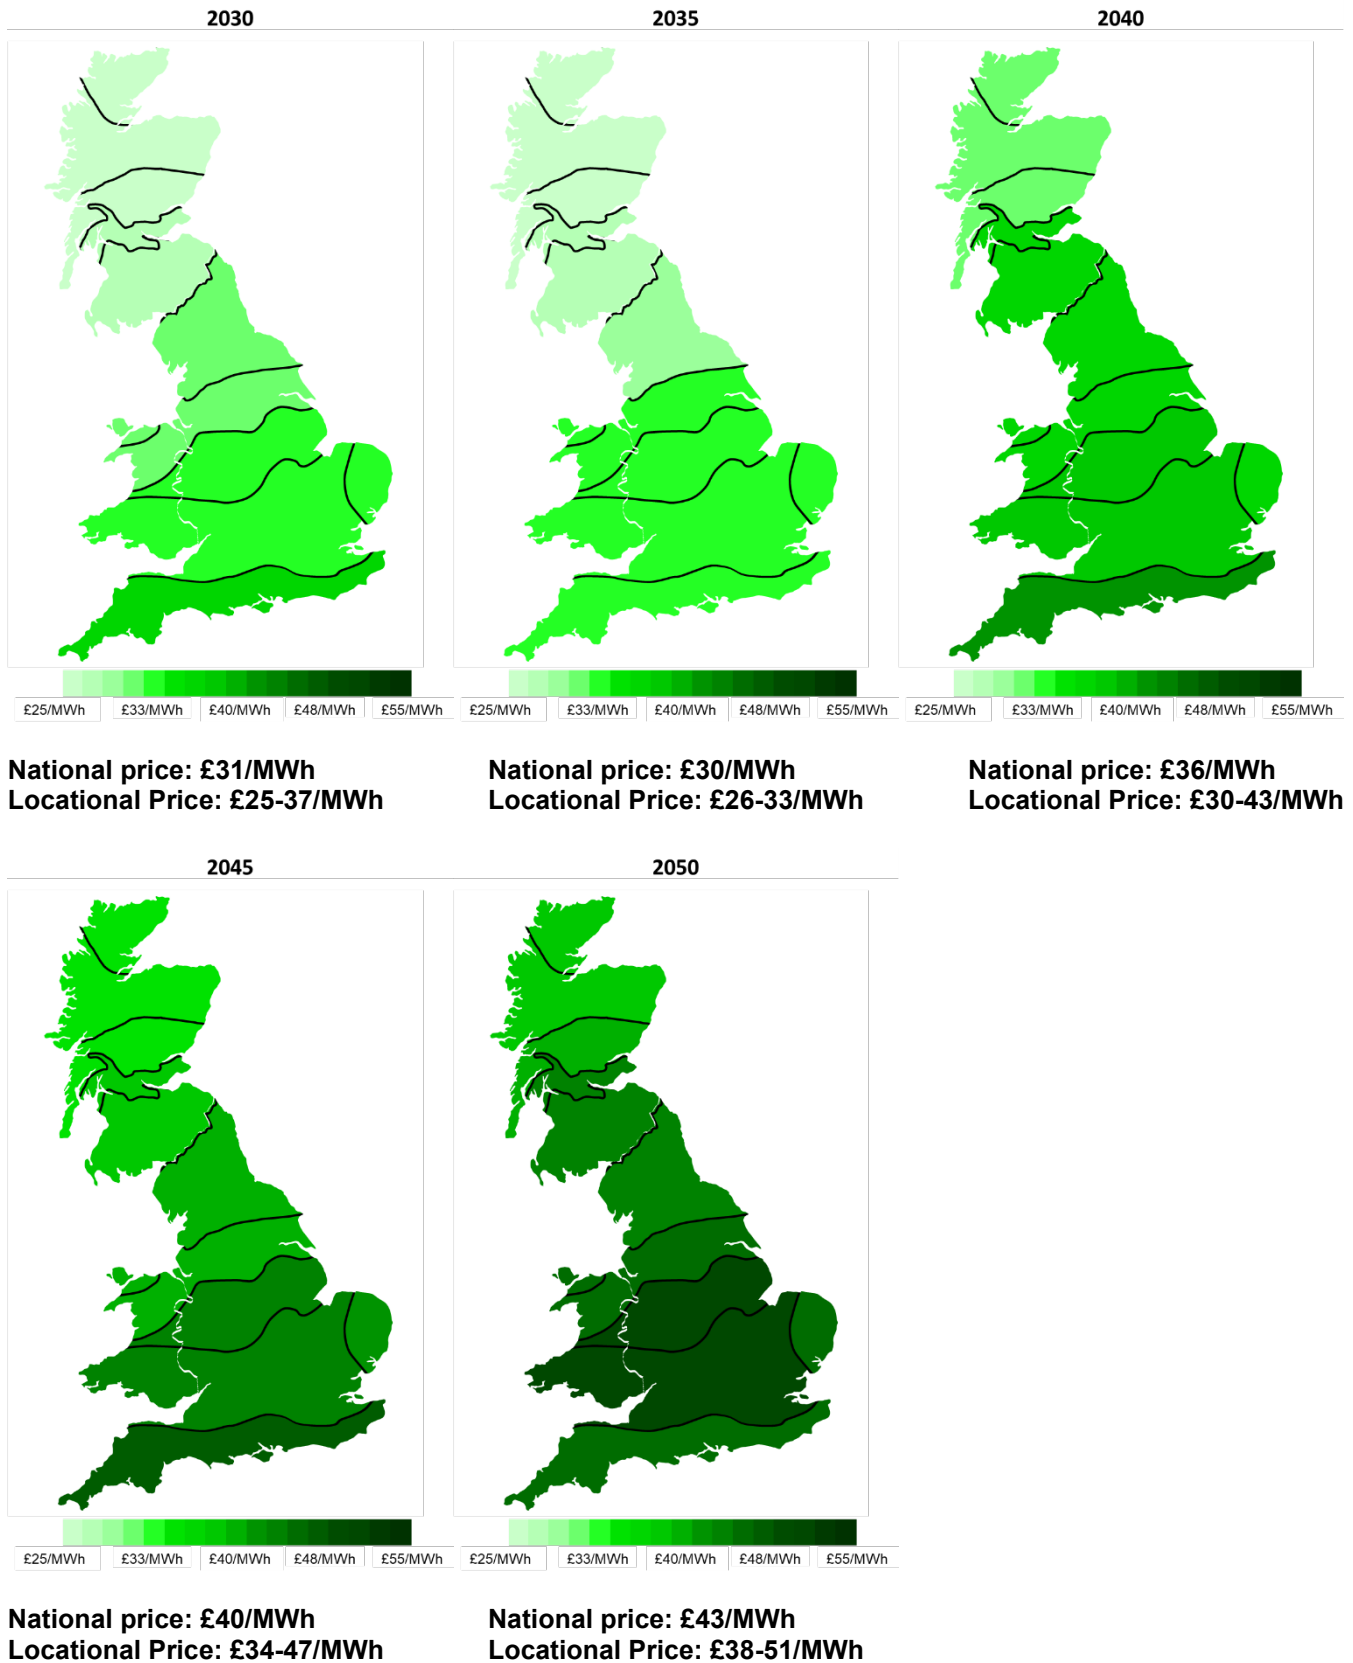 2030
2035
2040
£25/MWh £33/MWh £40/MWh £48/MWh £55/MWh
£25/MWh £33/MWh £40/MWh £48/MWh £55/MWh
£25/MWh £33/MWh £40/MWh £48/MWh £55/MWh
National price: £31/MWh
Locational Price: £25-37/MWh
National price: £30/MWh
Locational Price: £26-33/MWh
National price: £36/MWh
Locational Price: £30-43/MWh
2045
2050
£25/MWh £33/MWh £40/MWh £48/MWh £55/MWh
£25/MWh £33/MWh £40/MWh £48/MWh £55/MWh
National price: £40/MWh
Locational Price: £34-47/MWh
National price: £43/MWh
Locational Price: £38-51/MWh